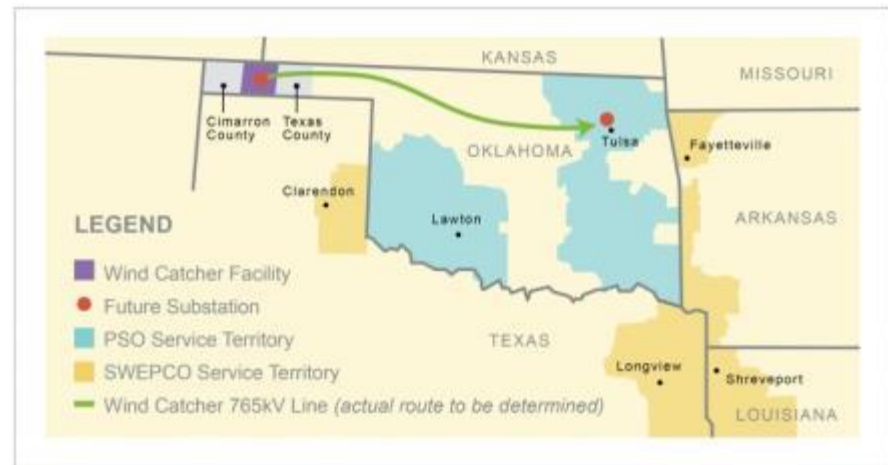 KANSAS
MISSOURI
Cimarron
County
Texas
County
Tulsa
OKLAHOMA
Fayetteville
Clarendon
Lawton
ARKANSAS
LEGEND
Wind Catcher Facility
Future Substation
PSO Service Territory
SWEPCO Service Territory
Wind Catcher 765kV Line (actual route to be determined)
TEXAS
Longview
Shreveport
LOUISIANA